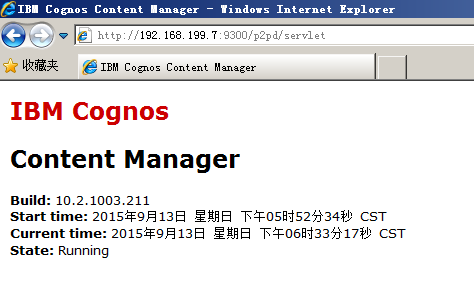 IBM Cognos Content Manager - Windows Internet Explorer
http://192.168.199.7:9300/p2pd/servlet
收藏夹
IBM Cognos Content Manager
IBM Cognos
Content Manager
Build: 10.2.1003.211
Start time: 2015年9月13日 星期日 下午05时52分34秒 CST
Current time: 2015年9月13日 星期日 下午06时33分17秒 CST
State: Running